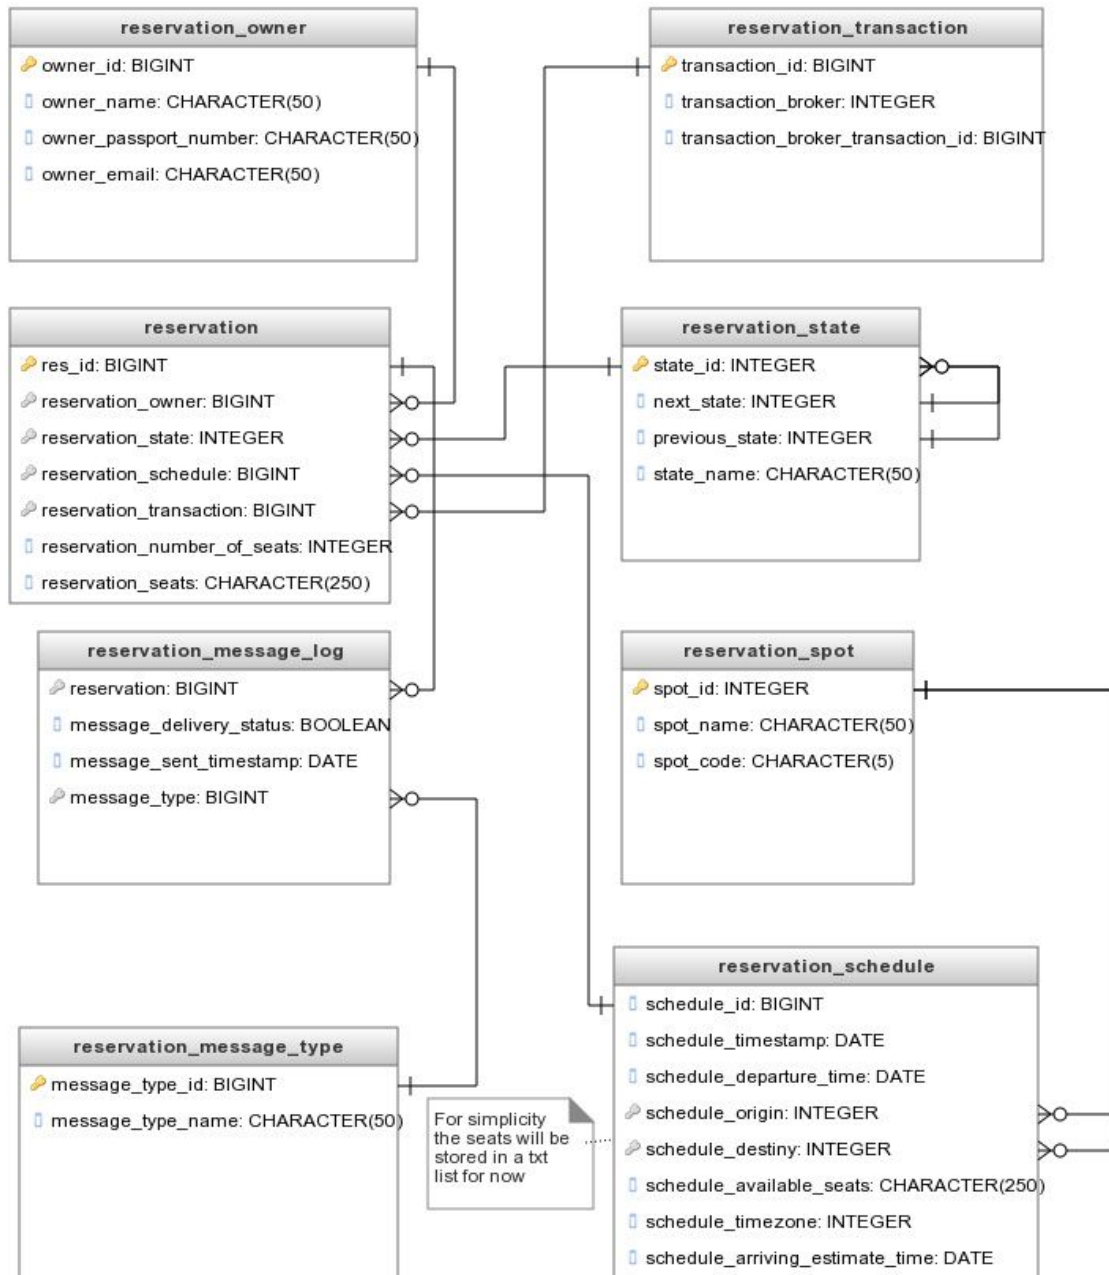 reservation_owner
owner_id: BIGINT
owner_name: CHARACTER(50)
owner_passport_number: CHARACTER(50)
owner_email: CHARACTER(50)
reservation_transaction
transaction_id: BIGINT
transaction_broker: INTEGER
transaction_broker_transaction_id: BIGINT
reservation
res_id: BIGINT
reservation_owner: BIGINT
reservation_state: INTEGER
reservation_schedule: BIGINT
reservation_transaction: BIGINT
reservation_number_of_seats: INTEGER
reservation_seats: CHARACTER(250)
reservation_state
state_id: INTEGER
next_state: INTEGER
previous_state: INTEGER
state_name: CHARACTER(50)
reservation_message_log
reservation: BIGINT
message_delivery_status: BOOLEAN
message_sent_timestamp: DATE
message_type: BIGINT
reservation_spot
spot_id: INTEGER
spot_name: CHARACTER(50)
spot_code: CHARACTER(5)
reservation_message_type
message_type_id: BIGINT
message_type_name: CHARACTER(50)
For simplicity
the seats will be
stored in a txt
list for now
reservation_schedule
schedule_id: BIGINT
schedule_timestamp: DATE
schedule_departure_time: DATE
schedule_origin: INTEGER
schedule_destiny: INTEGER
schedule_available_seats: CHARACTER(250)
schedule_timezone: INTEGER
schedule_arriving_estimate_time: DATE